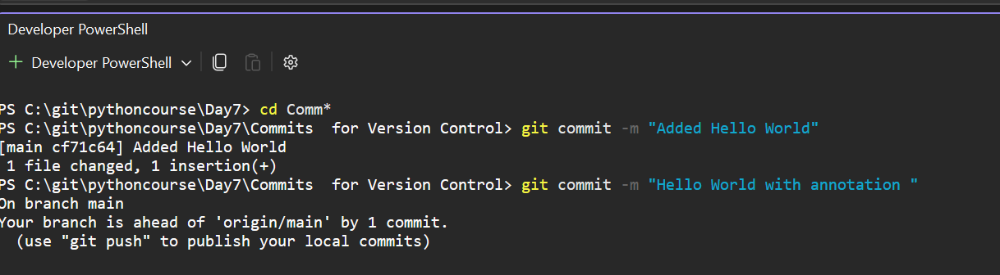 Developer PowerShell
+ Developer PowerShell
PS C:\git\pythoncourse\Day7> cd Comm*
PS C:\git\pythoncourse\Day7\Commits  for Version Control> git commit -m "Added Hello World"
[main cf71c64] Added Hello World
 1 file changed, 1 insertion(+)
PS C:\git\pythoncourse\Day7\Commits  for Version Control> git commit -m "Hello World with annotation "
On branch main
Your branch is ahead of 'origin/main' by 1 commit.
  (use "git push" to publish your local commits)